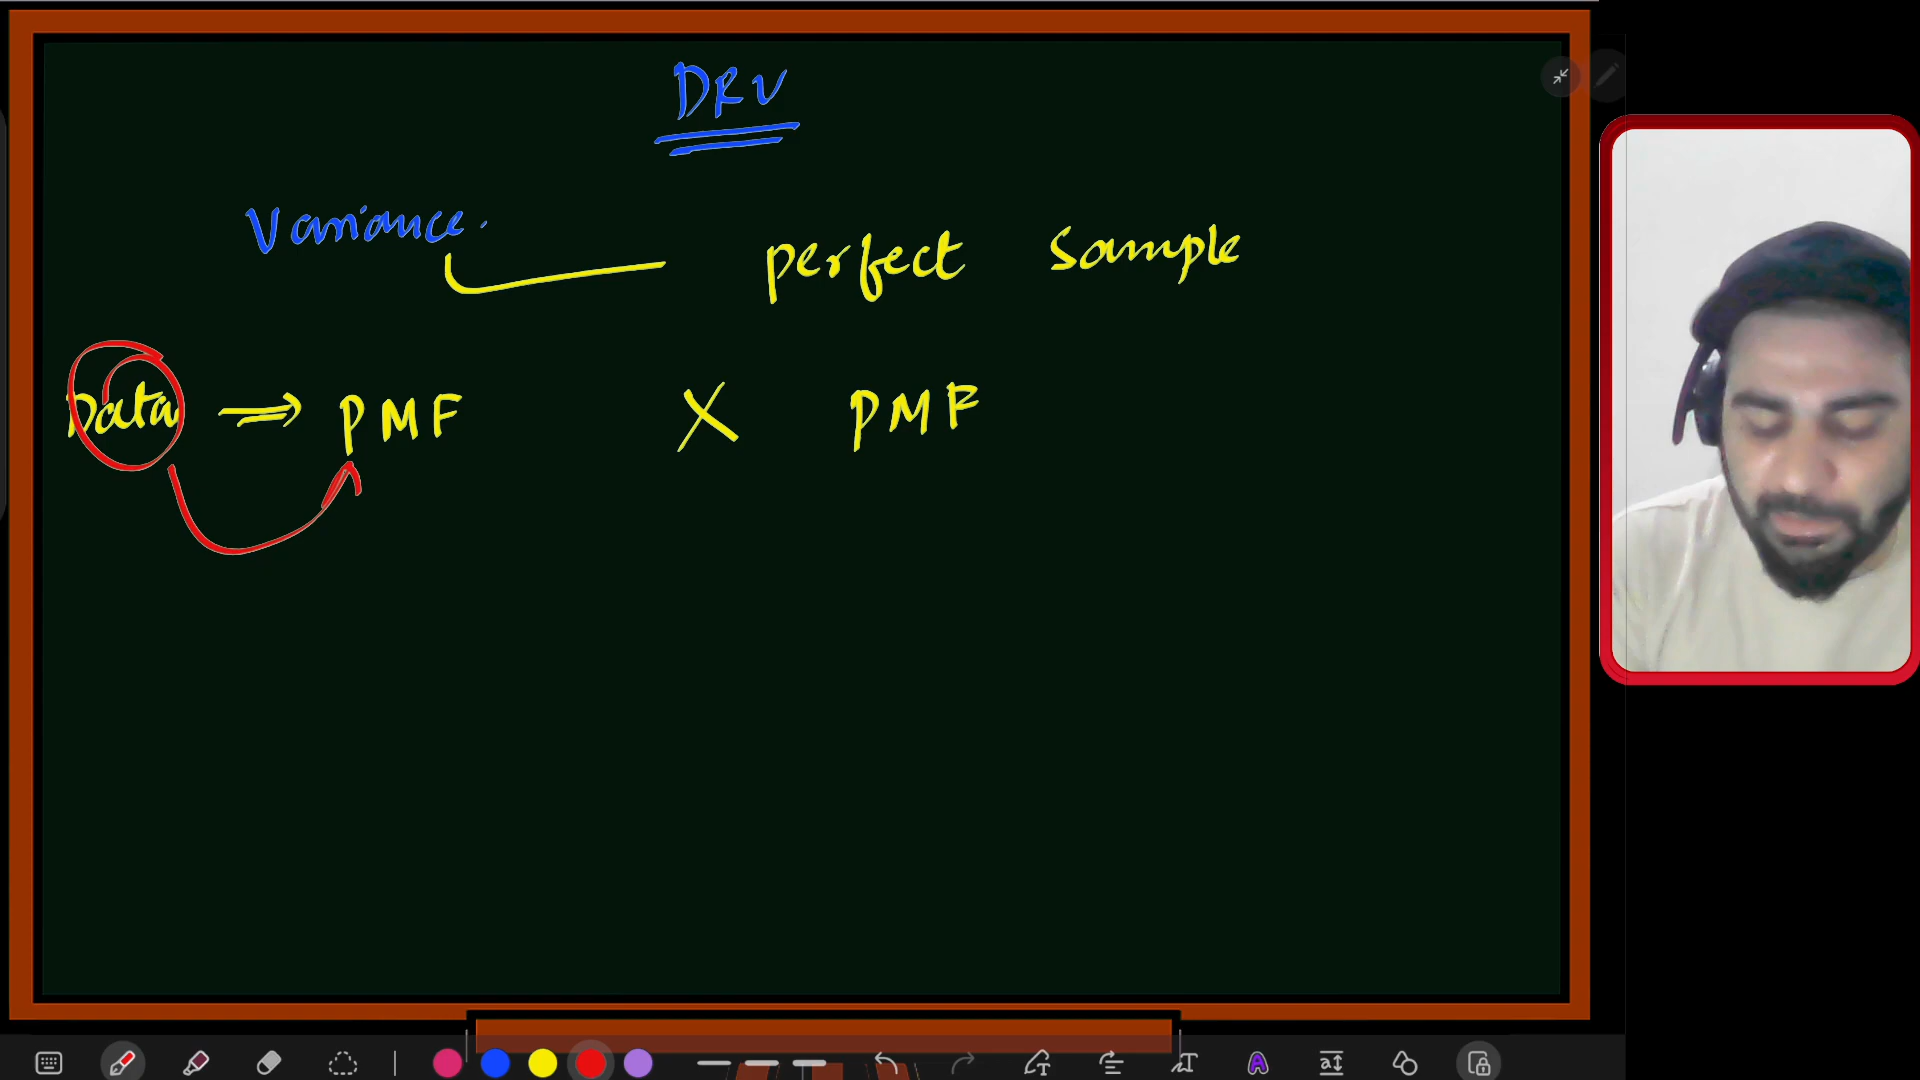 DRV
Variance.
perfect sample
Data ⇒ PMF X PMF